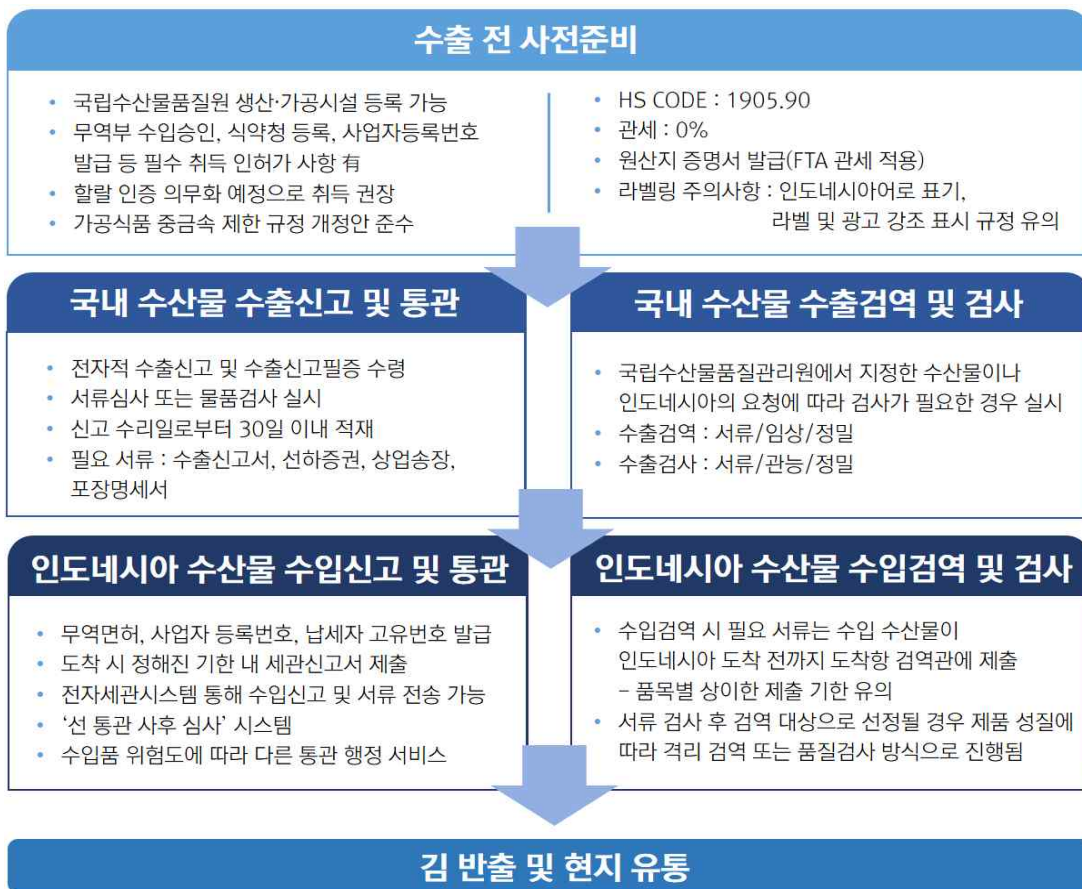 수출 전 사전준비
• 국립수산물품질원 생산·가공시설 등록 가능
• 무역부 수입승인, 식약청 등록, 사업자등록번호
발급 등 필수 취득 인허가 사항 有
• 할랄 인증 의무화 예정으로 취득 권장
• 가공식품 중금속 제한 규정 개정안 준수
• HS CODE : 1905.90
• 관세 : 0%
• 원산지 증명서 발급(FTA 관세 적용)
• 라벨링 주의사항 : 인도네시아어로 표기,
라벨 및 광고 강조 표시 규정 유의
국내 수산물 수출신고 및 통관
• 전자적 수출신고 및 수출신고필증 수령
• 서류심사 또는 물품검사 실시
• 신고 수리일로부터 30일 이내 적재
• 필요 서류 : 수출신고서, 선하증권, 상업송장,
포장명세서
국내 수산물 수출검역 및 검사
• 국립수산물품질관리원에서 지정한 수산물이나
인도네시아의 요청에 따라 검사가 필요한 경우 실시
• 수출검역 : 서류/임상/정밀
• 수출검사 : 서류/관능/정밀
인도네시아 수산물 수입신고 및 통관
• 무역면허, 사업자 등록번호, 납세자 고유번호 발급
• 도착 시 정해진 기한 내 세관신고서 제출
• 전자세관시스템 통해 수입신고 및 서류 전송 가능
• ‘선 통관 사후 심사’ 시스템
• 수입품 위험도에 따라 다른 통관 행정 서비스
인도네시아 수산물 수입검역 및 검사
• 수입검역 시 필요 서류는 수입 수산물이
인도네시아 도착 전까지 도착항 검역관에 제출
– 품목별 상이한 제출 기한 유의
• 서류 검사 후 검역 대상으로 선정될 경우 제품 성질에
따라 격리 검역 또는 품질검사 방식으로 진행됨
김 반출 및 현지 유통